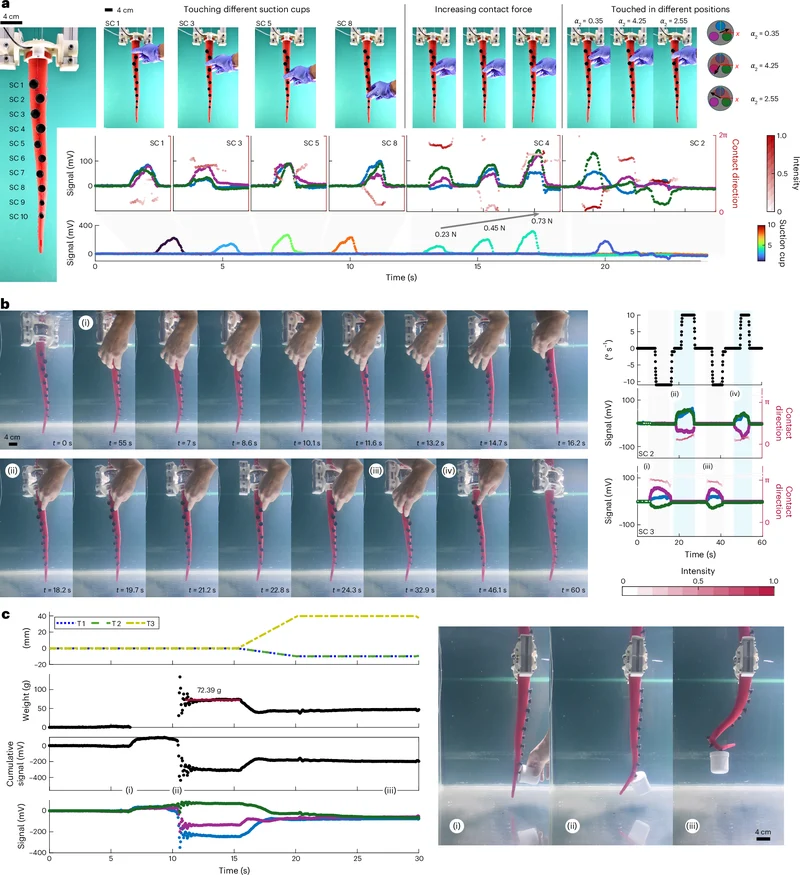 a
4 cm
4 cm
Touching different suction cups
Increasing contact force
Touched in different positions
SC 1
SC 3
SC 5
SC 8
α2 = 0.35
α2 = 4.25
α2 = 2.55
x
α2 = 0.35
x
α2 = 4.25
x
α2 = 2.55
SC 1
SC 2
SC 3
SC 4
SC 5
SC 6
SC 7
SC 8
SC 9
SC 10
Signal (mV)
100
0
SC 1
SC 3
SC 5
SC 8
SC 4
SC 2
2π
0
Contact direction
1.0
0.5
0
Intensity
Signal (mV)
400
0
0.23 N
0.45 N
0.73 N
0
5
10
15
20
Time (s)
10
5
Suction cup
b
(i)
4 cm
t = 0 s
t = 55 s
t = 7 s
t = 8.6 s
t = 10.1 s
t = 11.6 s
t = 13.2 s
t = 14.7 s
t = 16.2 s
(ii)
(iii)
(iv)
t = 18.2 s
t = 19.7 s
t = 21.2 s
t = 22.8 s
t = 24.3 s
t = 32.9 s
t = 46.1 s
t = 60 s
(° s−1)
10
5
0
−5
−10
(ii)
(iv)
Signal (mV)
100
−100
SC 2
π
0
Contact
direction
(i)
(iii)
Signal (mV)
100
−100
SC 3
π
0
Contact
direction
0
20
40
60
Time (s)
Intensity
0
0.5
1.0
c
(mm)
40
20
0
−20
T1
T2
T3
Weight (g)
100
50
0
72.39 g
Cumulative
signal (mV)
0
−200
−400
(i)
(ii)
(iii)
Signal (mV)
0
−200
−400
0
5
10
15
20
25
30
Time (s)
(i)
(ii)
(iii)
4 cm